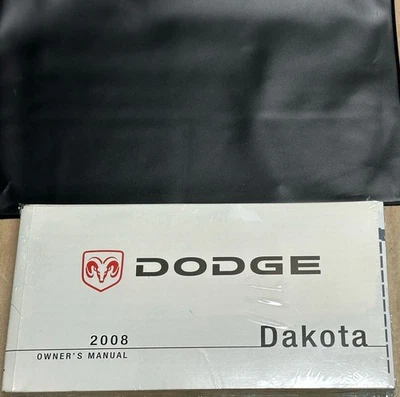 DODGE
2008
OWNER'S MANUAL
Dakota